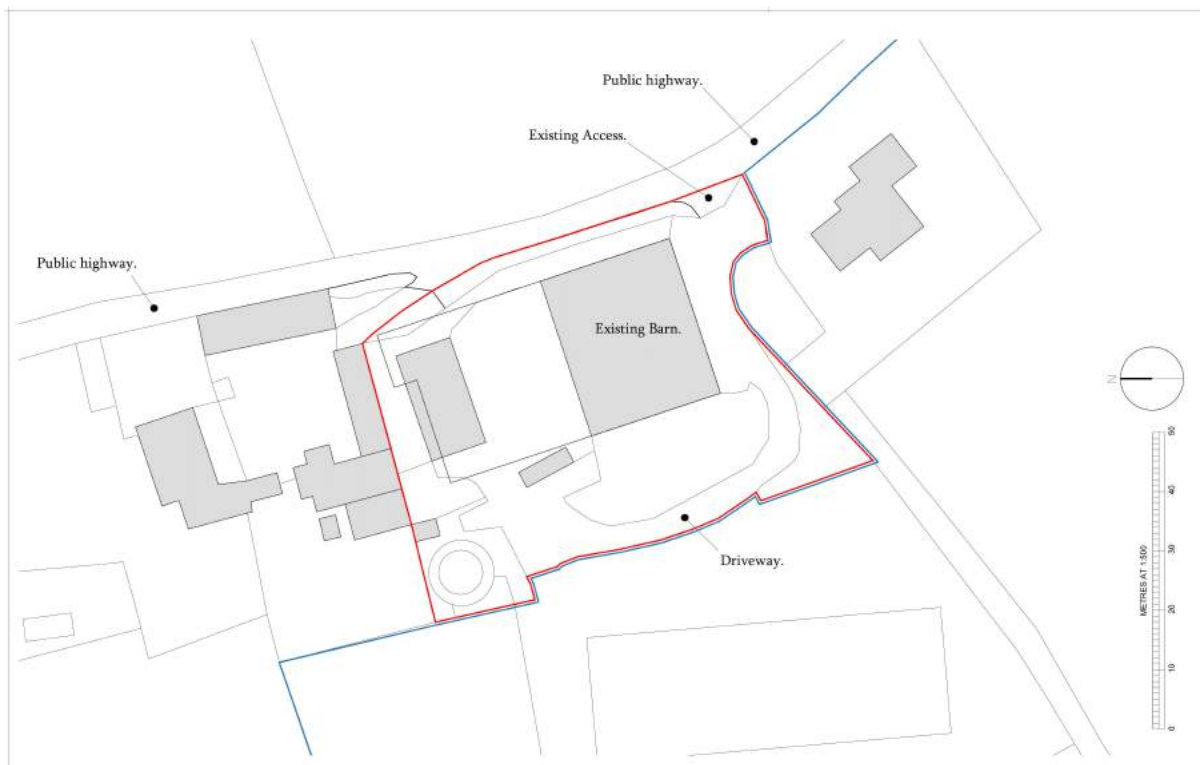 Public highway.
Existing Access.
Public highway.
Existing Barn.
N
Driveway.
METRES AT 1:500
0 10 20 30 40 50